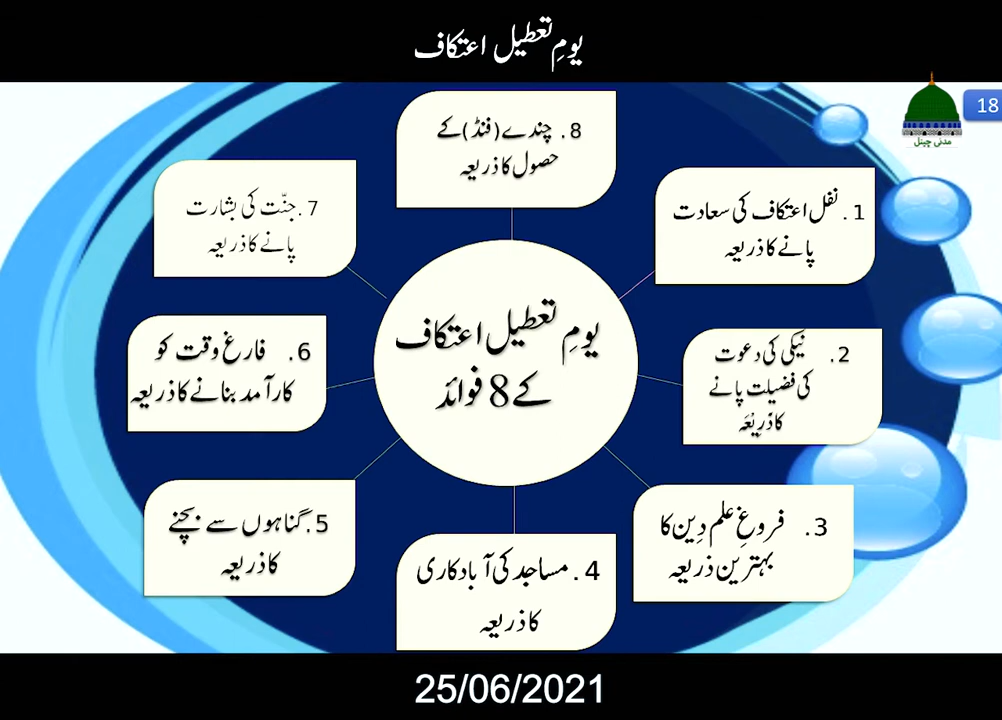 یومِ تعطیل اعتکاف
18
مدنی چینل
یومِ تعطیل اعتکاف
کے 8 فوائد
1. نفل اعتکاف کی سعادت
پانے کا ذریعہ
2. نیکی کی دعوت
کی فضیلت پانے
کا ذَرِیْعَہ
3. فروغِ علم دِین کا
بہترین ذریعہ
4. مساجد کی آبادکاری
کا ذریعہ
5. گناہوں سے بچنے
کا ذریعہ
6. فارغ وقت کو
کارآمد بنانے کا ذریعہ
7. جنّت کی بشارت
پانے کا ذریعہ
8. چندے (فنڈ) کے
حصول کا ذریعہ
25/06/2021